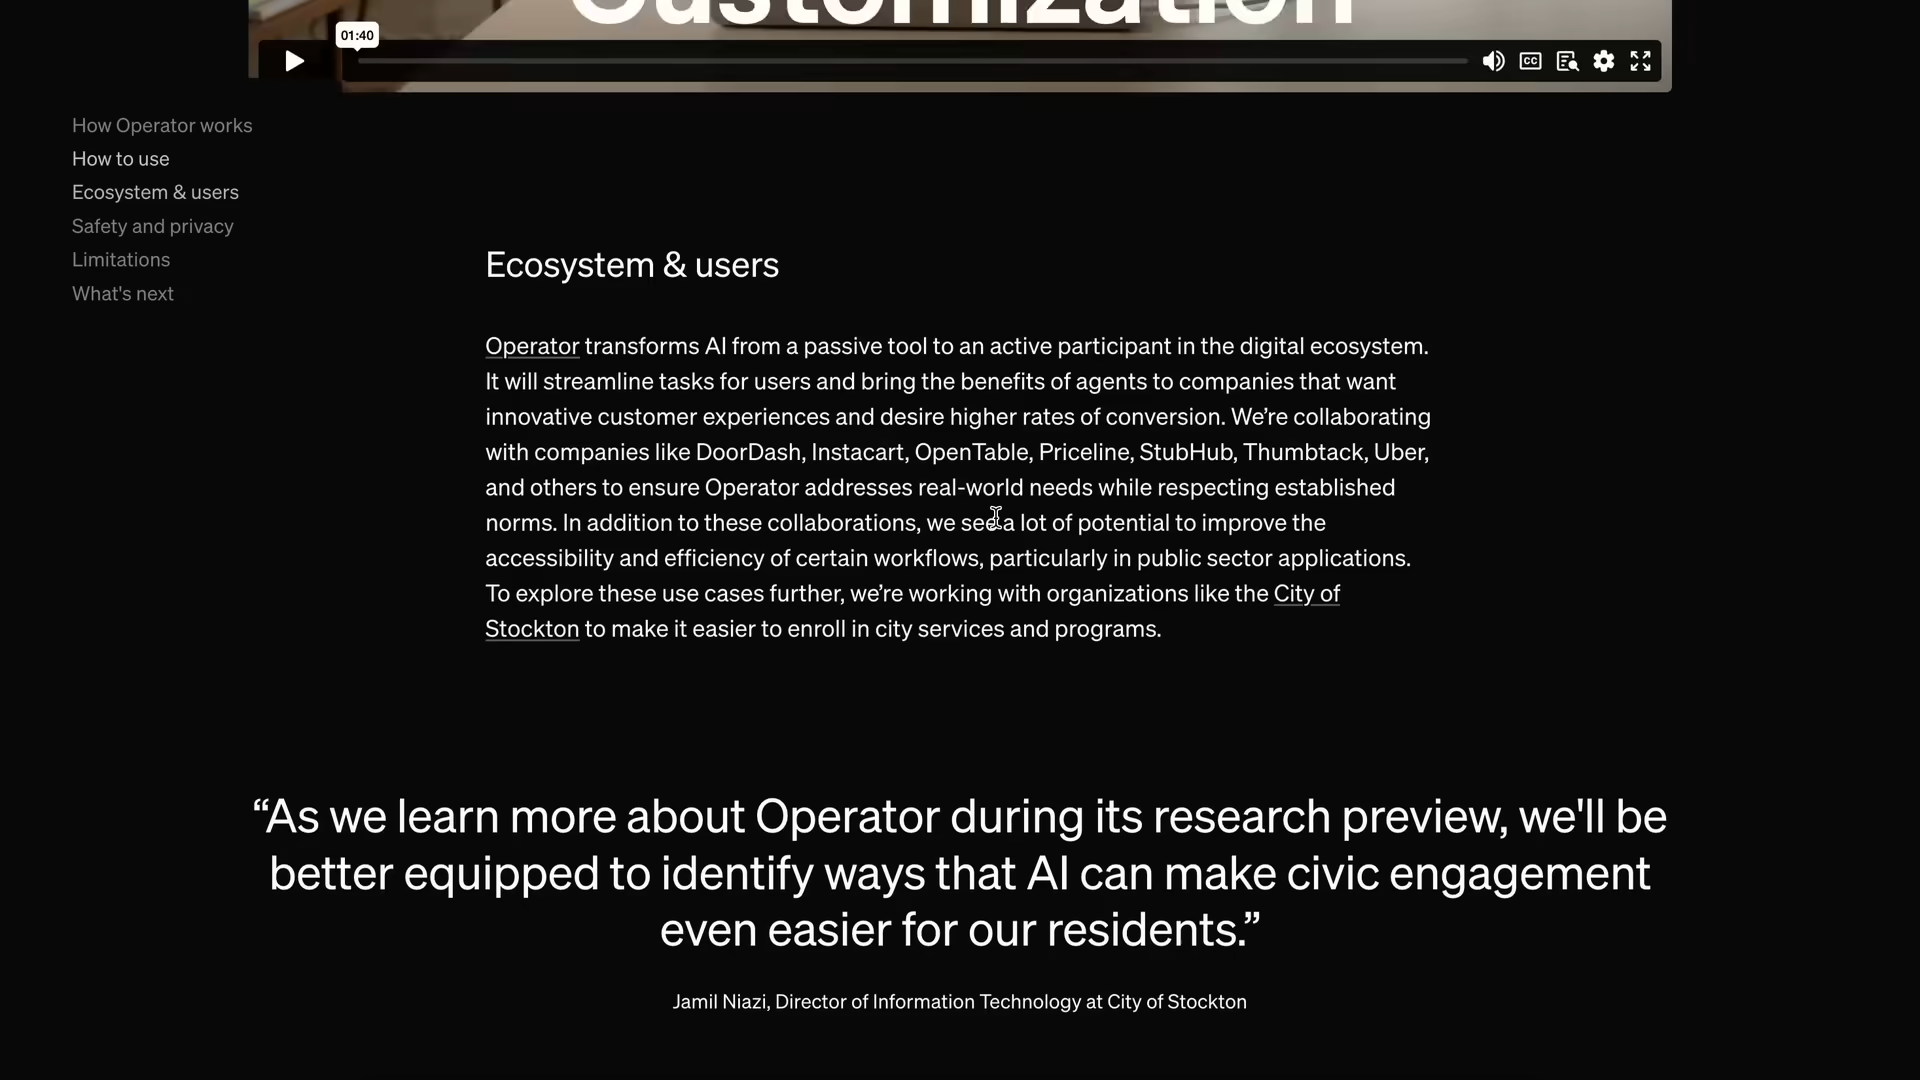 Customization
01:40
CC
How Operator works
How to use
Ecosystem & users
Safety and privacy
Limitations
What's next
Ecosystem & users
Operator transforms AI from a passive tool to an active participant in the digital ecosystem.
It will streamline tasks for users and bring the benefits of agents to companies that want
innovative customer experiences and desire higher rates of conversion. We’re collaborating
with companies like DoorDash, Instacart, OpenTable, Priceline, StubHub, Thumbtack, Uber,
and others to ensure Operator addresses real-world needs while respecting established
norms. In addition to these collaborations, we see a lot of potential to improve the
accessibility and efficiency of certain workflows, particularly in public sector applications.
To explore these use cases further, we’re working with organizations like the City of
Stockton to make it easier to enroll in city services and programs.
“As we learn more about Operator during its research preview, we'll be
better equipped to identify ways that AI can make civic engagement
even easier for our residents.”
Jamil Niazi, Director of Information Technology at City of Stockton